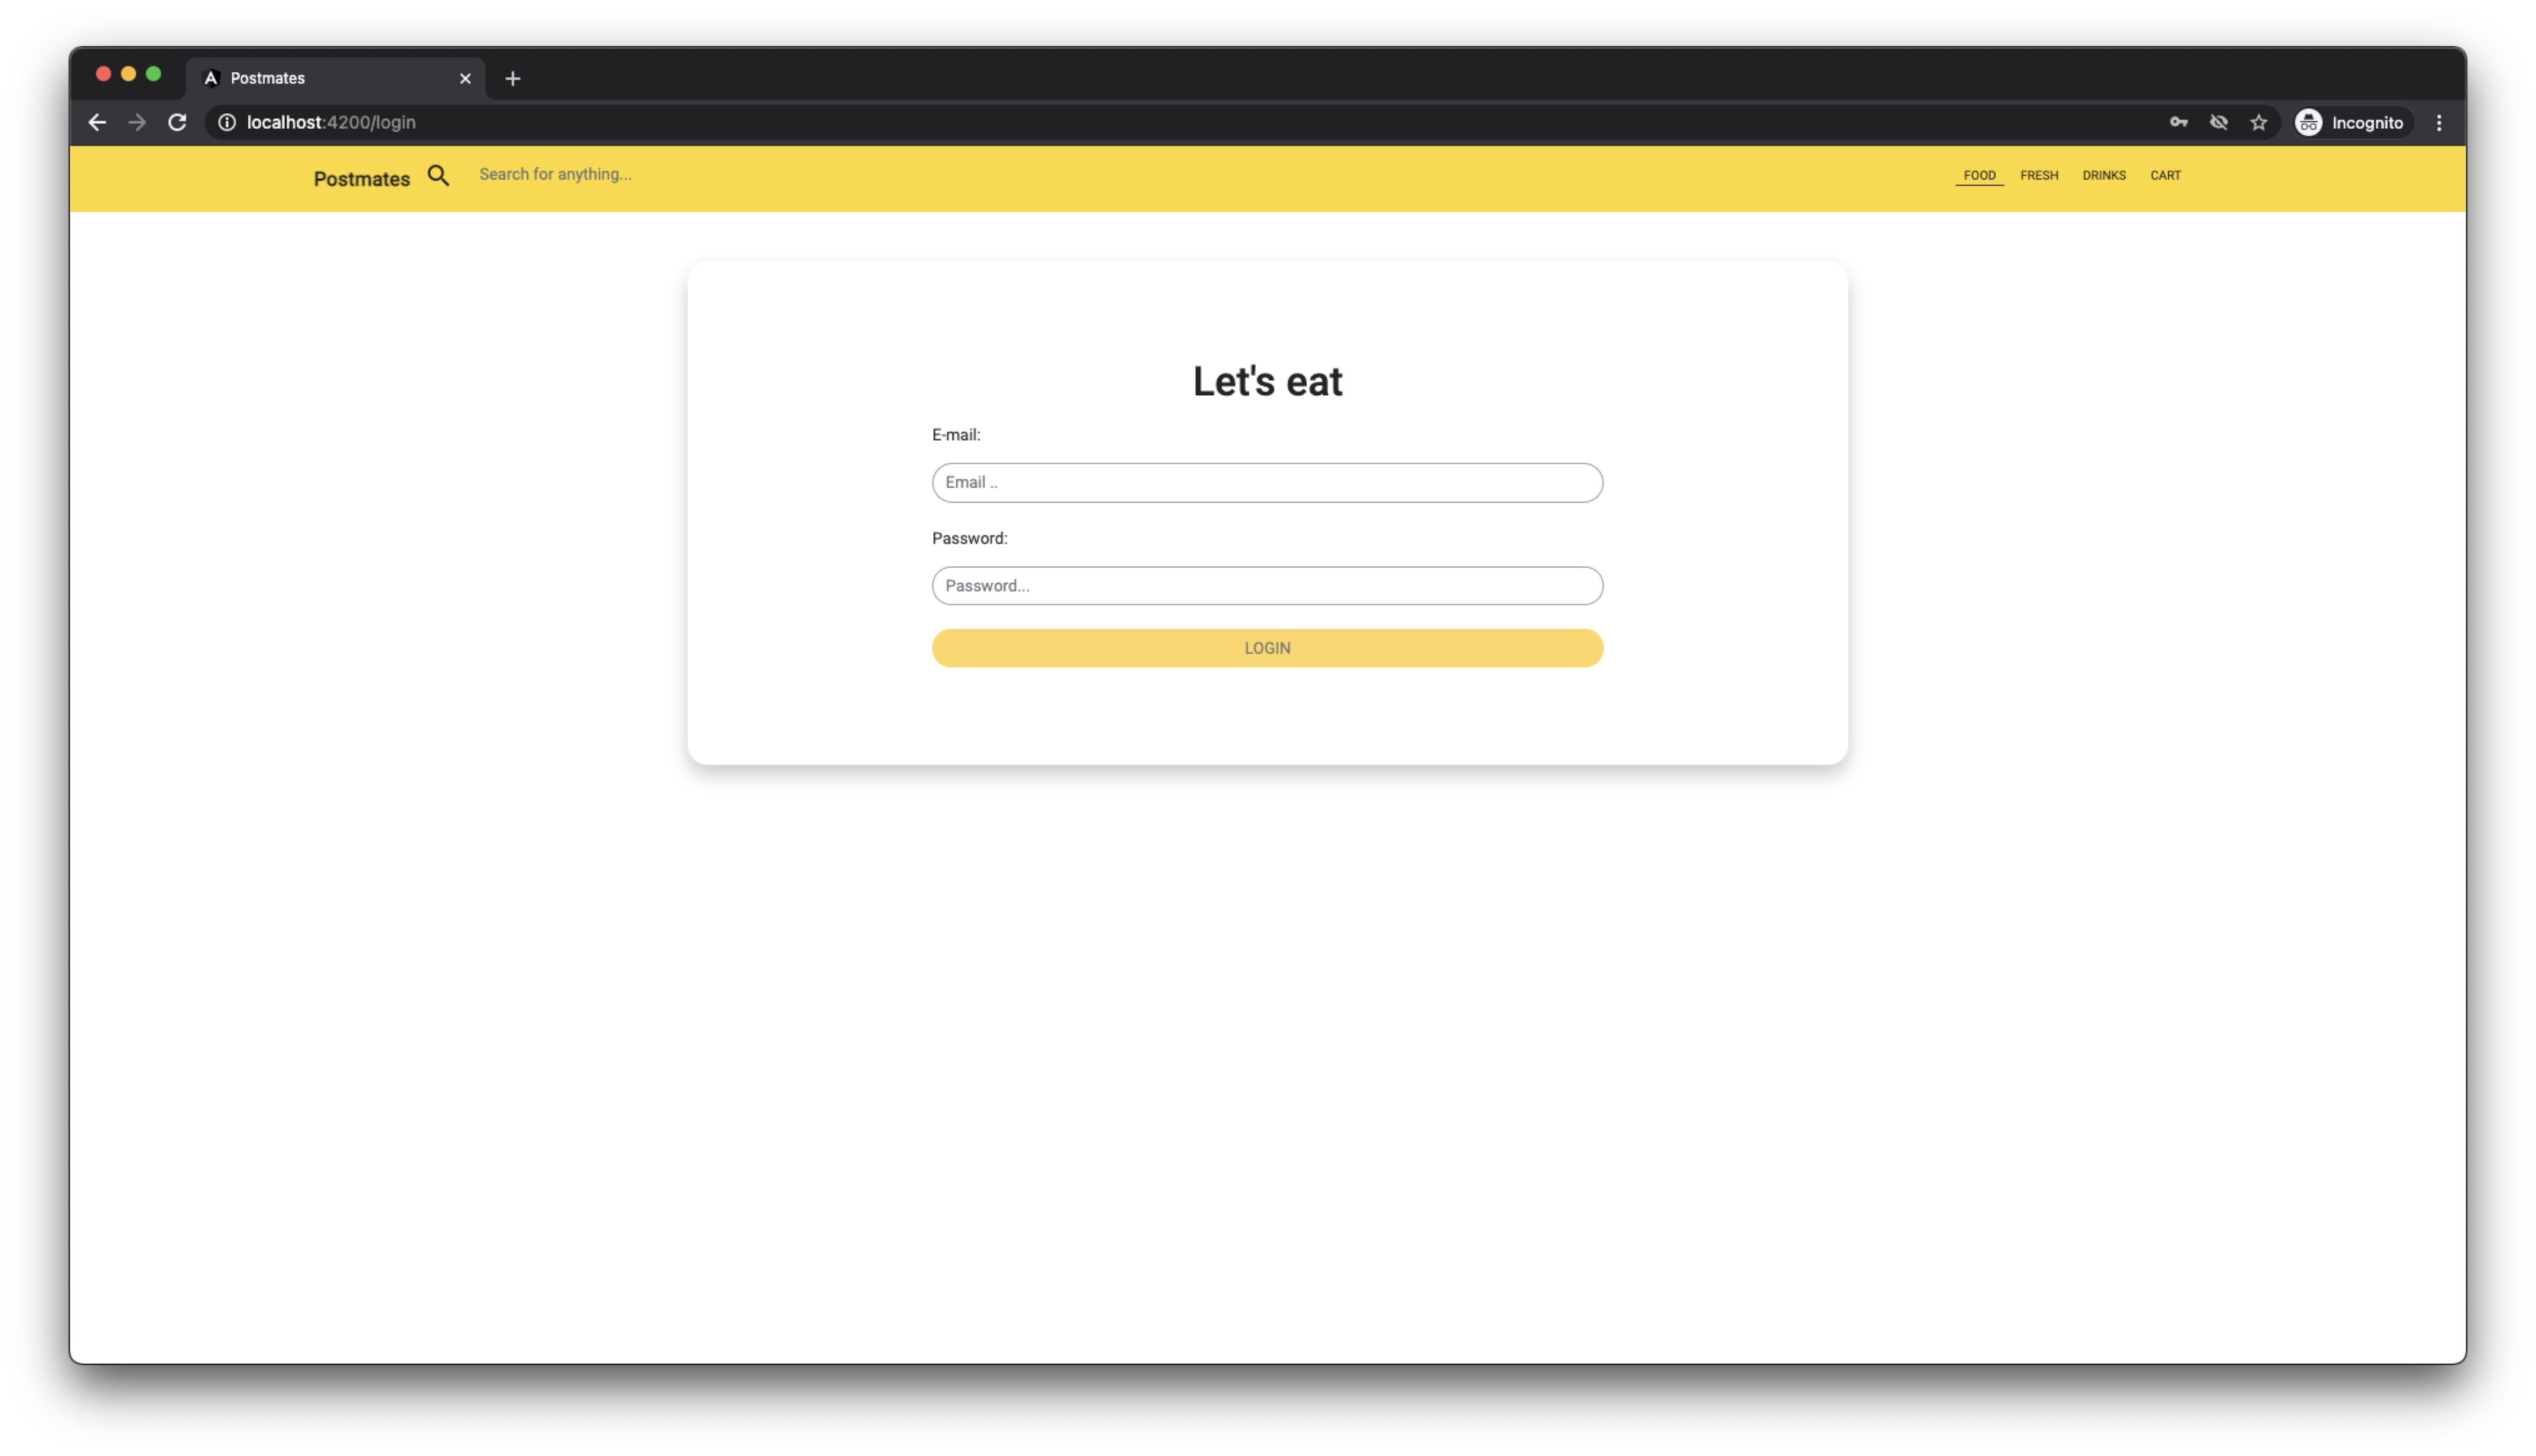 Postmates
localhost:4200/login
Incognito
Postmates
Search for anything...
FOOD FRESH DRINKS CART
Let's eat
E-mail:
Email ..
Password:
Password...
LOGIN